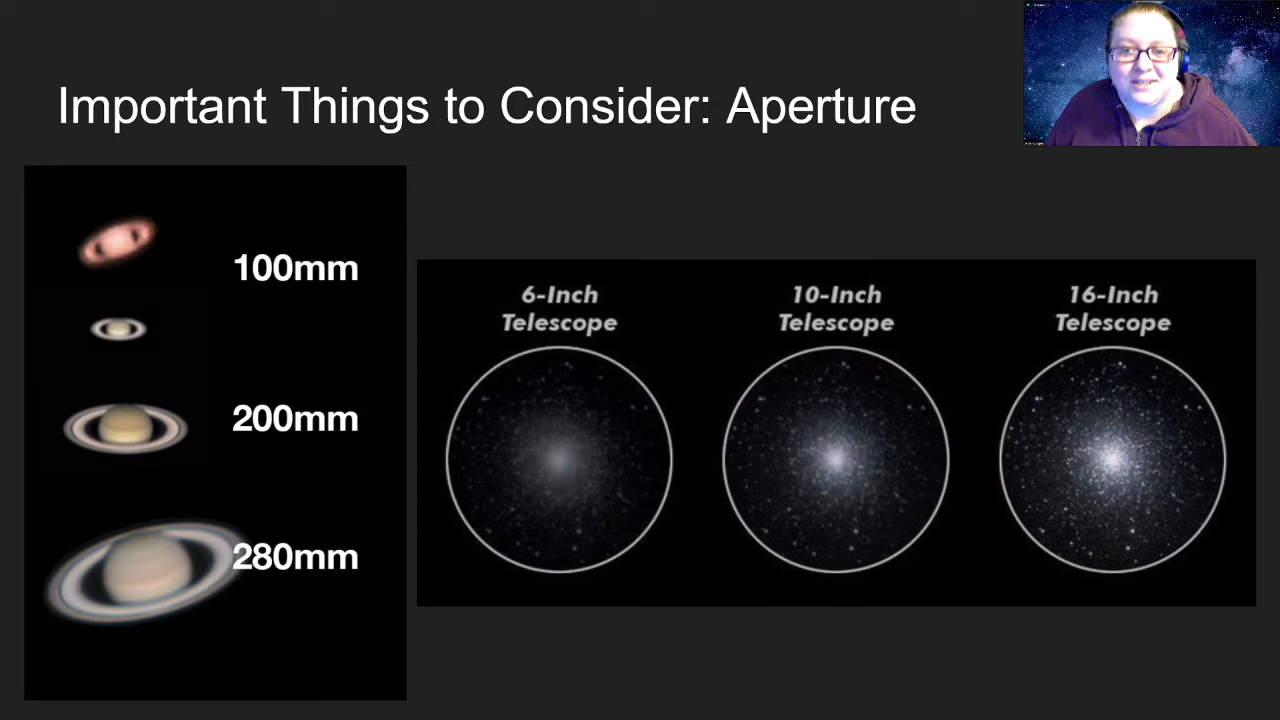 Important Things to Consider: Aperture
100mm
200mm
280mm
6-Inch
Telescope
10-Inch
Telescope
16-Inch
Telescope